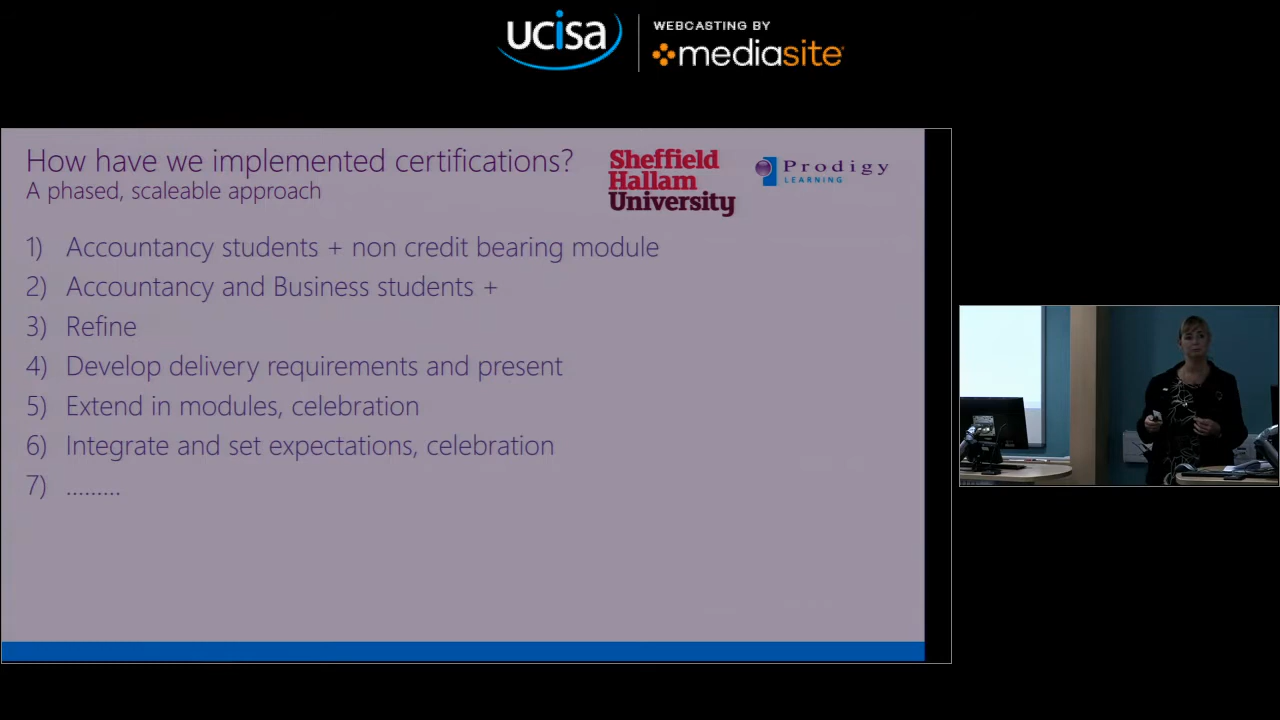 ucisa
WEBCASTING BY
mediasite
How have we implemented certifications?
A phased, scaleable approach
Sheffield
Hallam
University
Prodigy
LEARNING
1) Accountancy students + non credit bearing module
2) Accountancy and Business students +
3) Refine
4) Develop delivery requirements and present
5) Extend in modules, celebration
6) Integrate and set expectations, celebration
7) .........